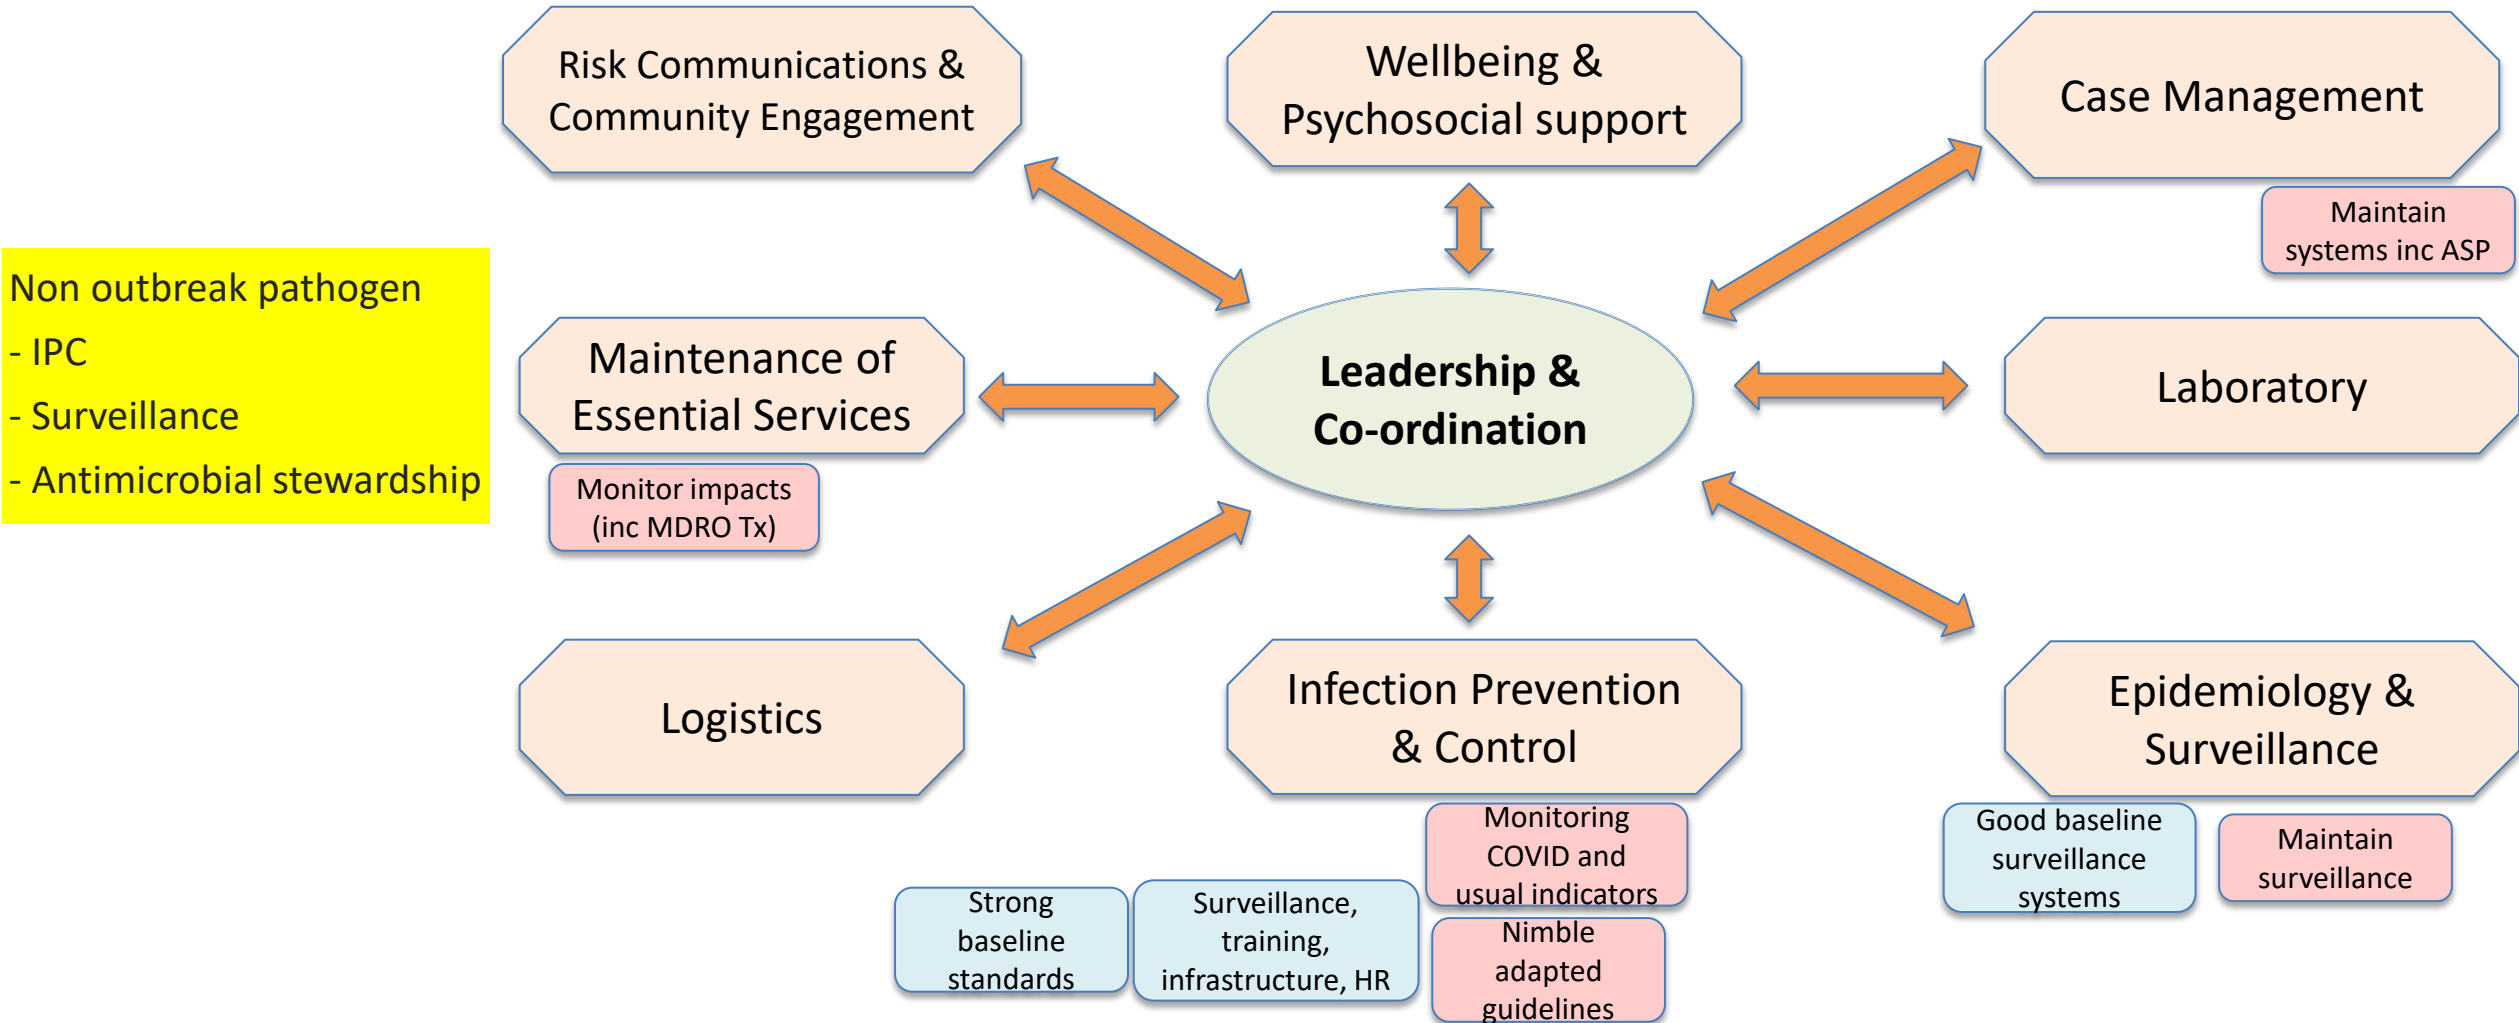 Risk Communications &
Community Engagement
Wellbeing &
Psychosocial support
Case Management
Maintain
systems inc ASP
Non outbreak pathogen
- IPC
- Surveillance
- Antimicrobial stewardship
Maintenance of
Essential Services
Monitor impacts
(inc MDRO Tx)
Leadership &
Co-ordination
Laboratory
Logistics
Infection Prevention
& Control
Epidemiology &
Surveillance
Strong
baseline
standards
Surveillance,
training,
infrastructure, HR
Monitoring
COVID and
usual indicators
Nimble
adapted
guidelines
Good baseline
surveillance
systems
Maintain
surveillance